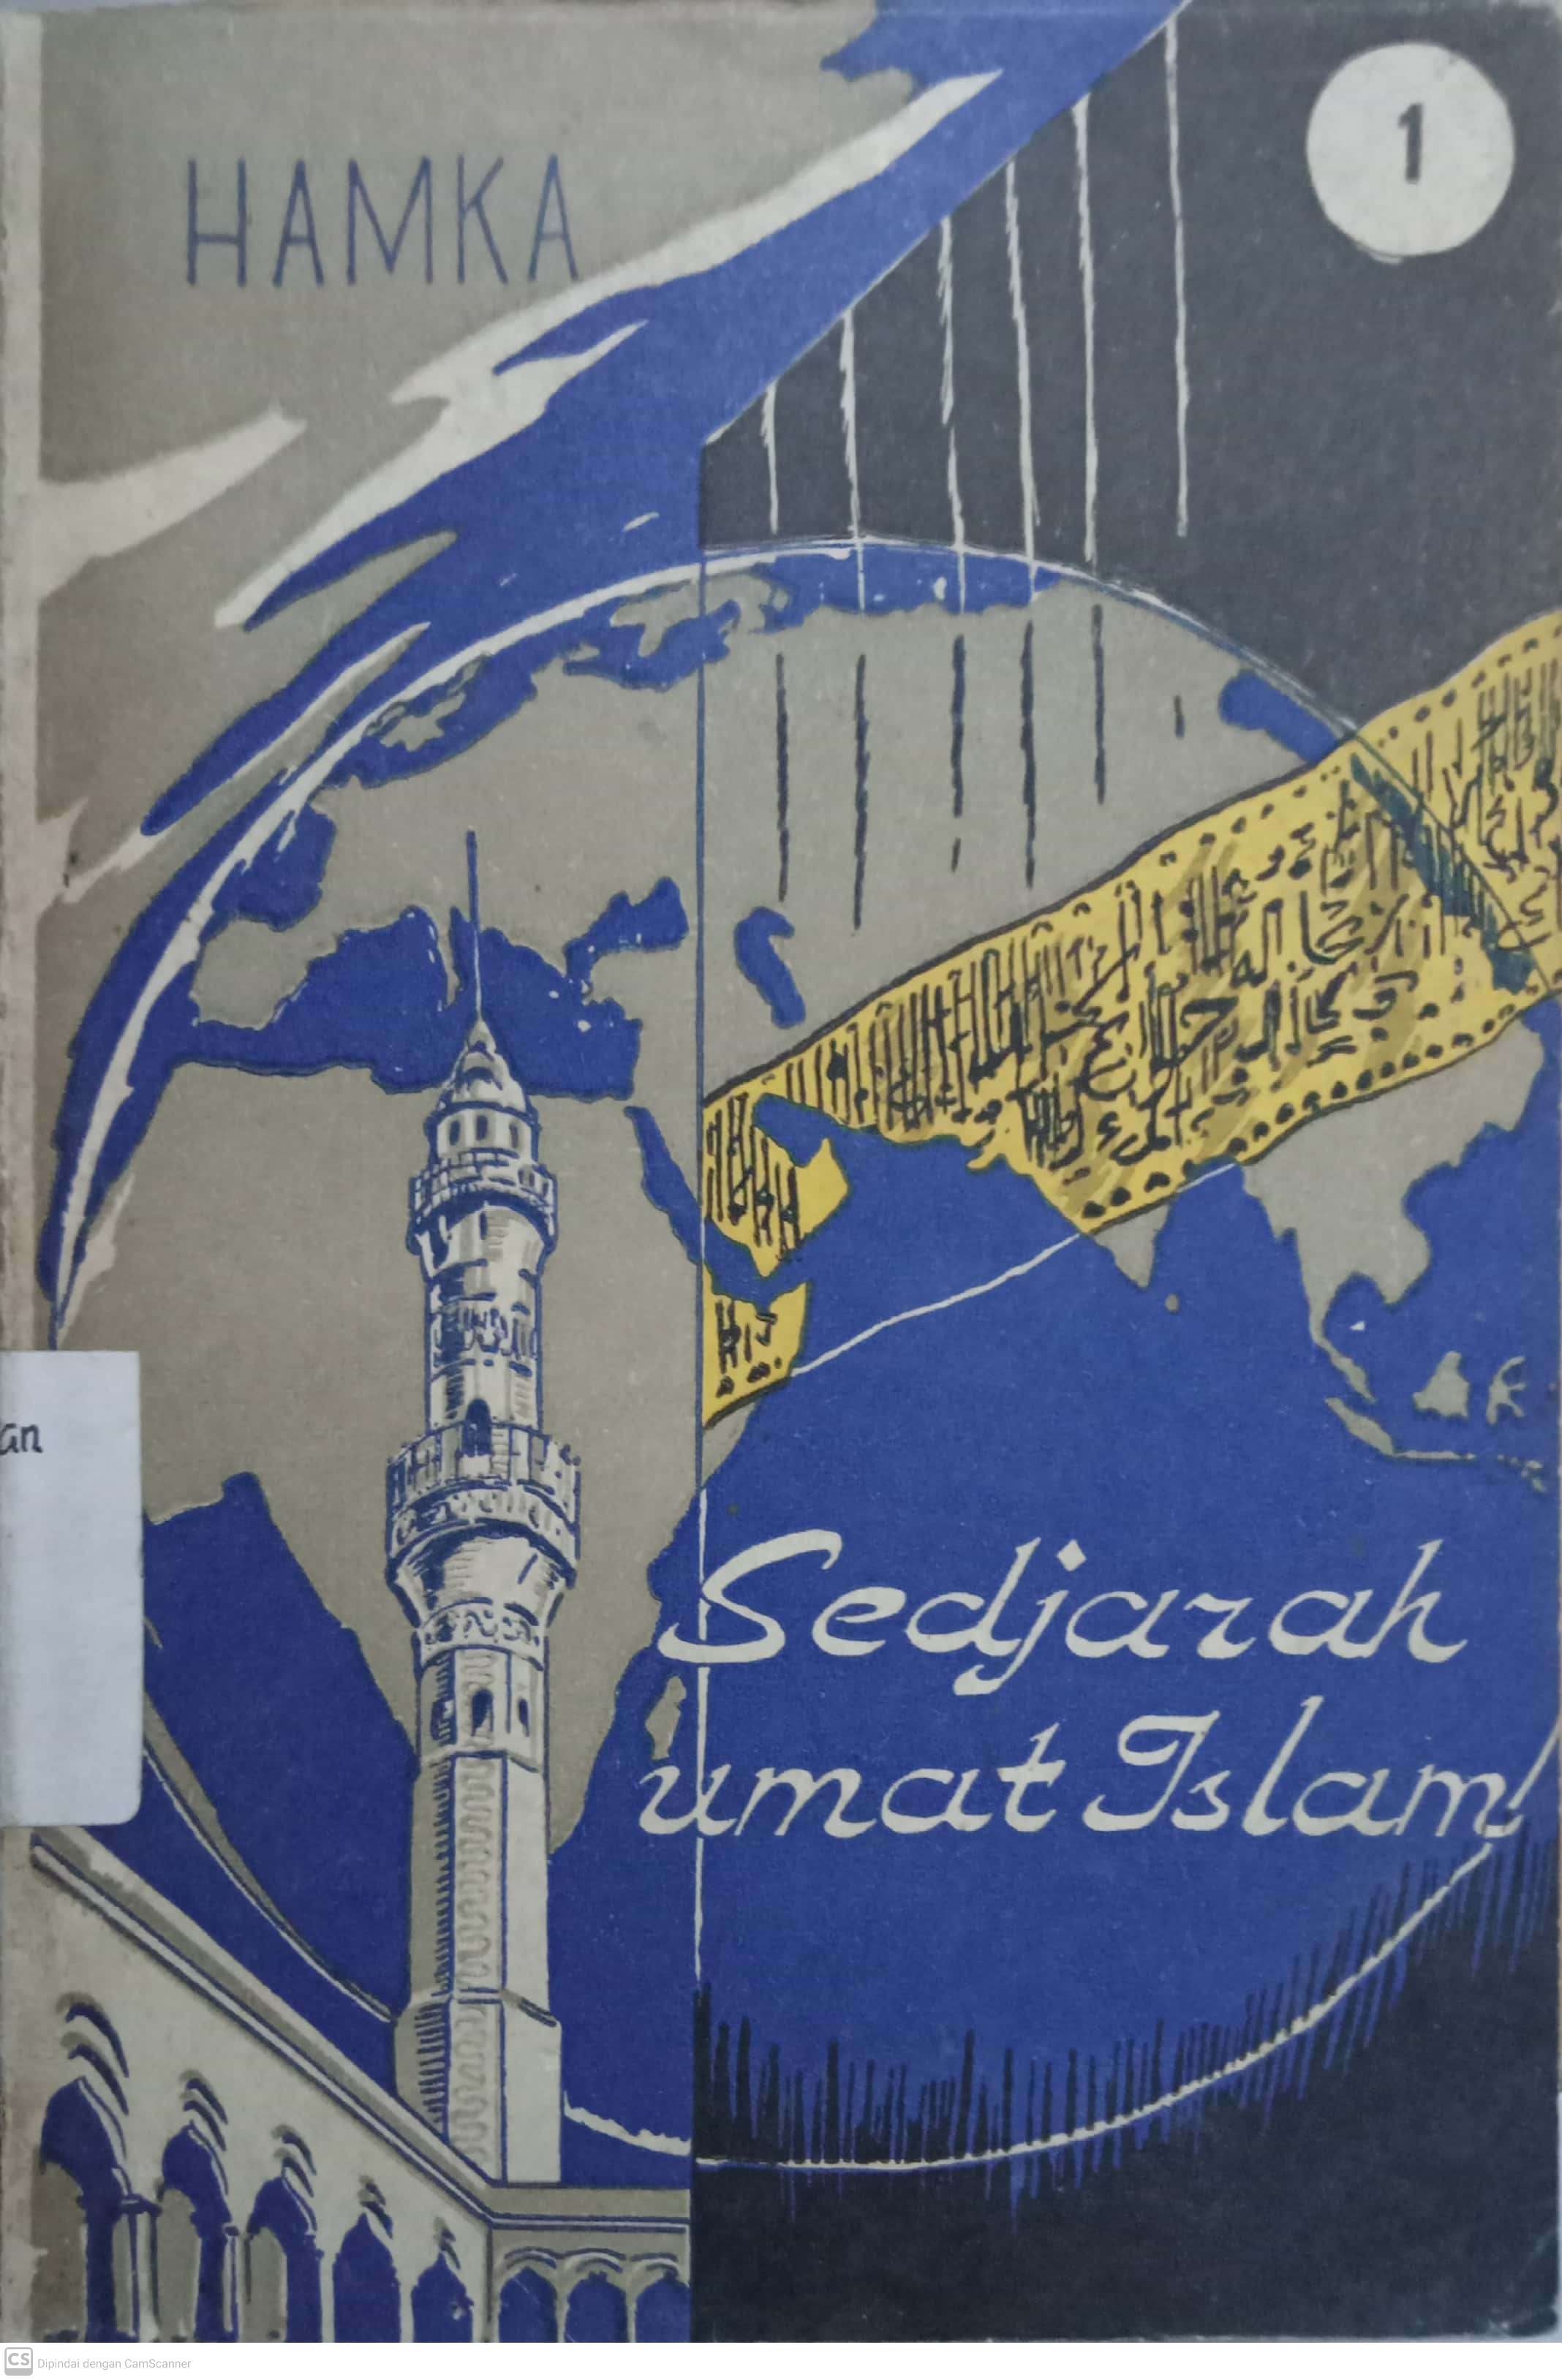 HAMKA
1
Sedjarah
umat Islam
an
CS Dipindai dengan CamScanner